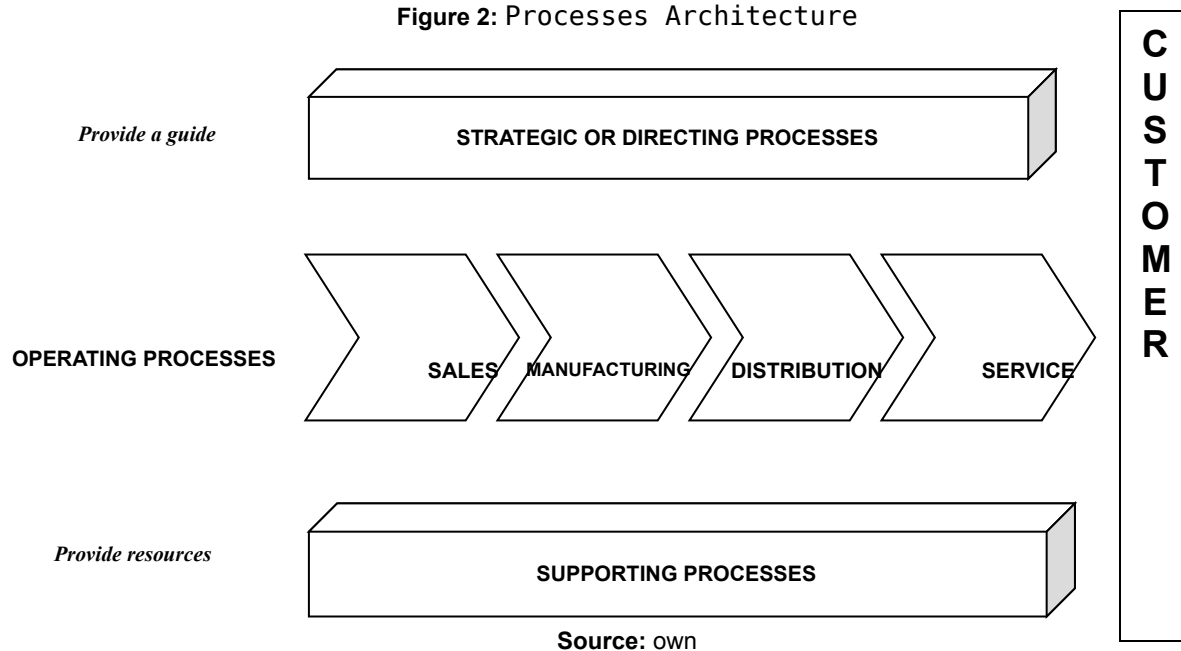 Figure 2: Processes Architecture
Provide a guide
STRATEGIC OR DIRECTING PROCESSES
OPERATING PROCESSES
SALES
MANUFACTURING
DISTRIBUTION
SERVICE
Provide resources
SUPPORTING PROCESSES
Source: own
C
U
S
T
O
M
E
R